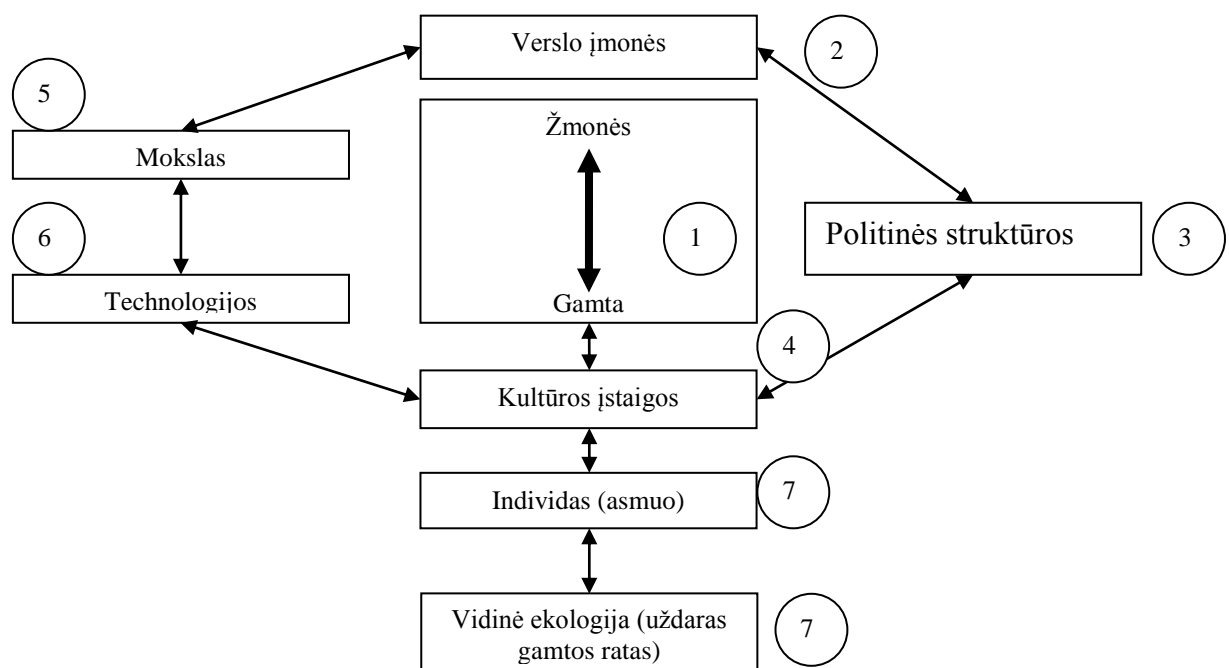 Verslo įmonės
2
5
Žmonės
Mokslas
6
1
Politinės struktūros
3
Technologijos
Gamta
4
Kultūros įstaigos
Individas (asmuo)
7
Vidinė ekologija (uždaras
gamtos ratas)
7